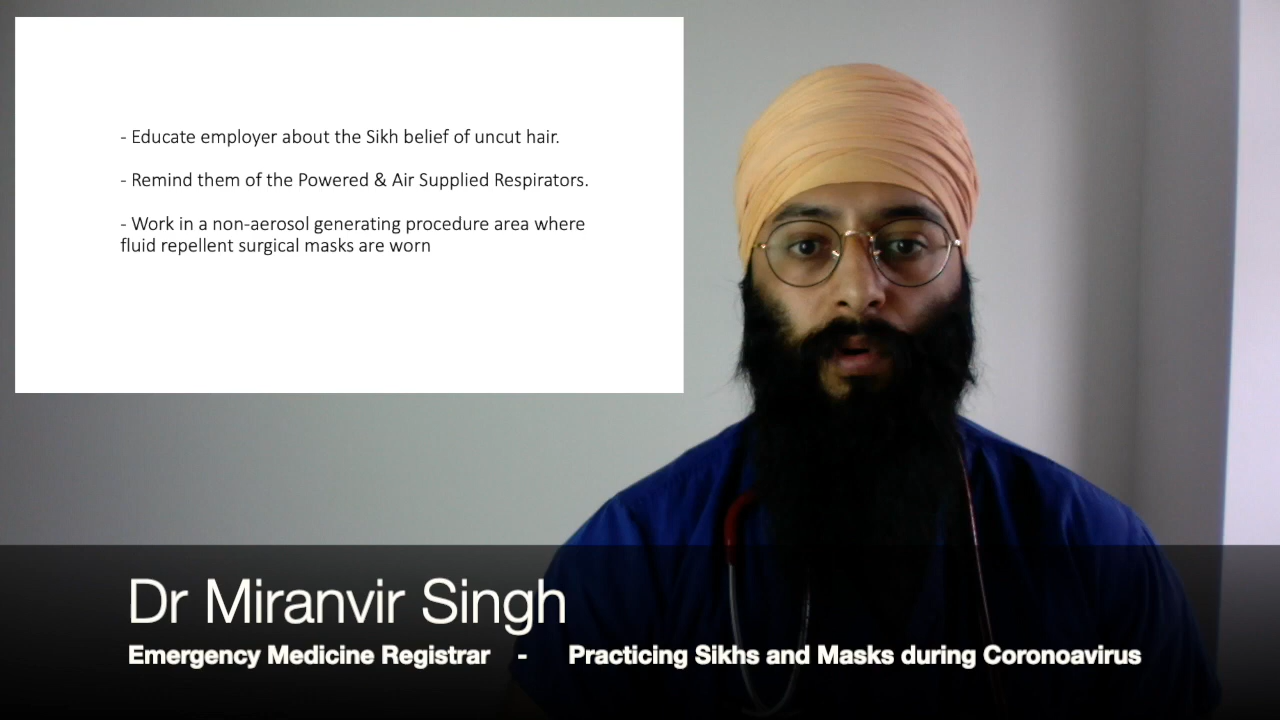 - Educate employer about the Sikh belief of uncut hair.
- Remind them of the Powered & Air Supplied Respirators.
- Work in a non-aerosol generating procedure area where
fluid repellent surgical masks are worn
Dr Miranvir Singh
Emergency Medicine Registrar - Practicing Sikhs and Masks during Coronoavirus